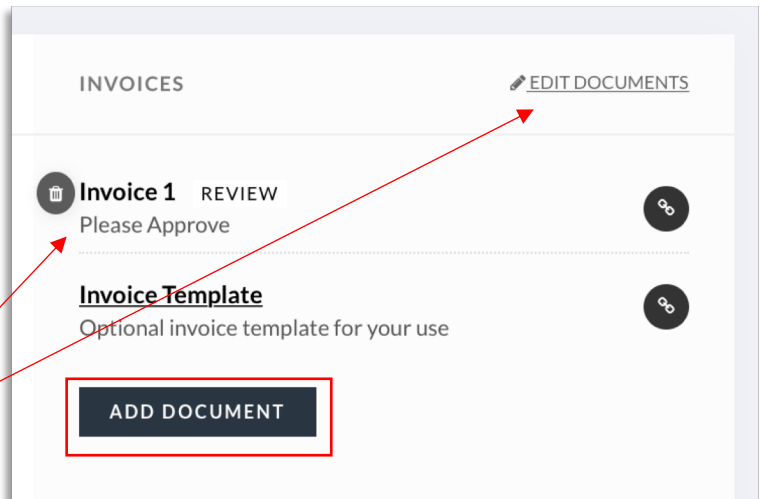 INVOICES
EDIT DOCUMENTS
Invoice 1 REVIEW
Please Approve
Invoice Template
Optional invoice template for your use
ADD DOCUMENT